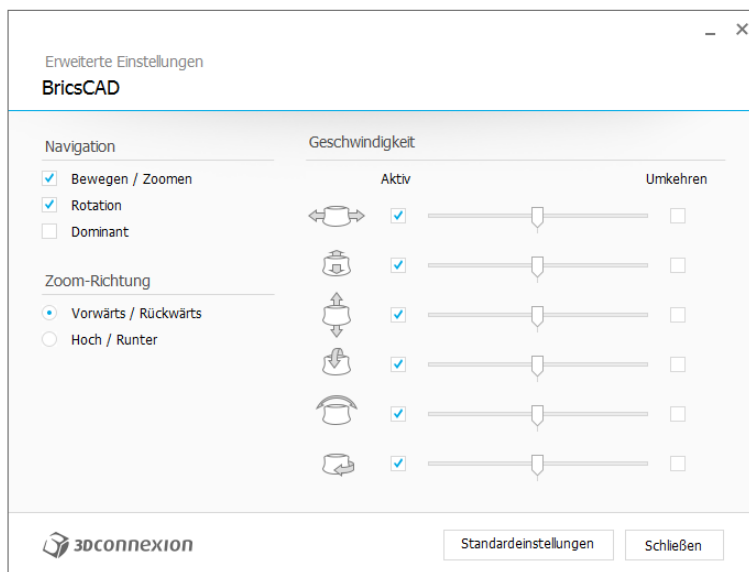 Erweiterte Einstellungen
BricsCAD
Navigation
Bewegen / Zoomen
Rotation
Dominant
Zoom-Richtung
Vorwärts / Rückwärts
Hoch / Runter
Geschwindigkeit
Aktiv Umkehren
3Dconnexion
Standardeinstellungen Schließen